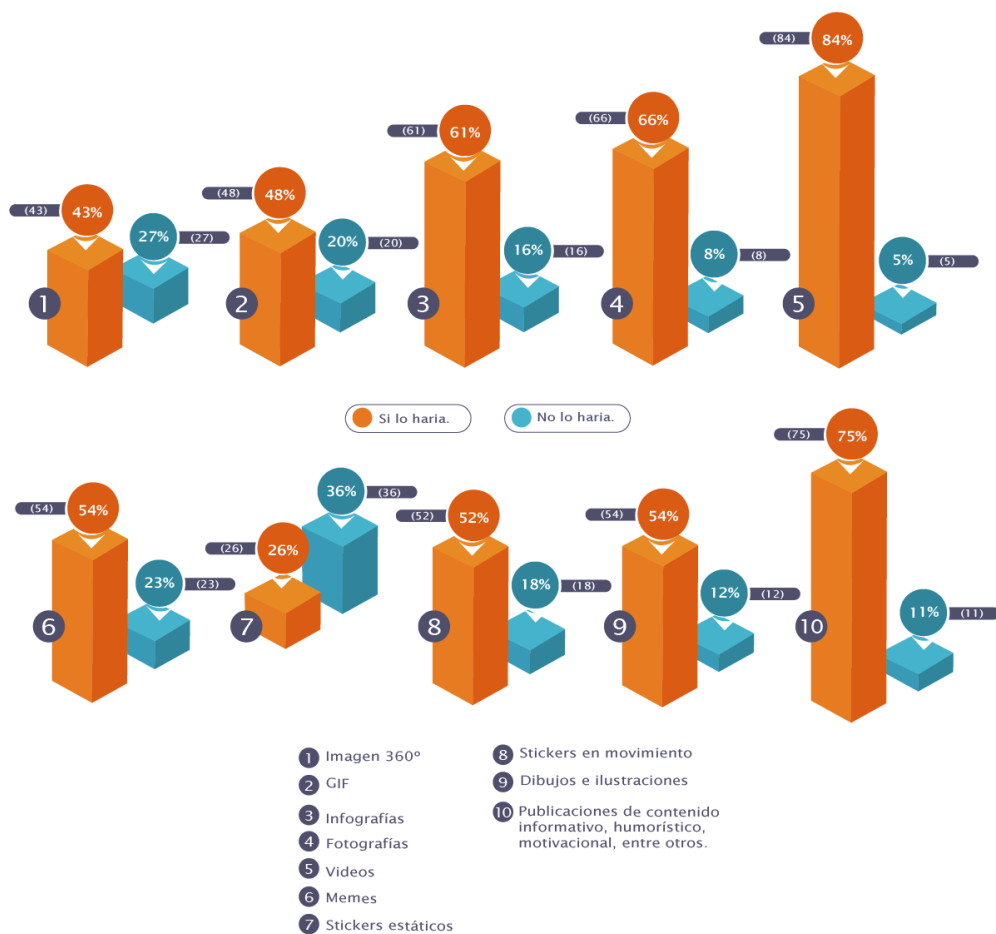 (43) 43% 27% (27)
(48) 48% 20% (20)
(61) 61% 16% (16)
(66) 66% 8% (8)
(84) 84% 5% (5)
1
2
3
4
5
Si lo haria.
No lo haria.
(54) 54% 23% (23)
(26) 26% 36% (36)
(52) 52% 18% (18)
(54) 54% 12% (12)
(75) 75% 11% (11)
6
7
8
9
10
1 Imagen 360º
2 GIF
3 Infografías
4 Fotografías
5 Videos
6 Memes
7 Stickers estáticos
8 Stickers en movimiento
9 Dibujos e ilustraciones
10 Publicaciones de contenido
informativo, humorístico,
motivacional, entre otros.